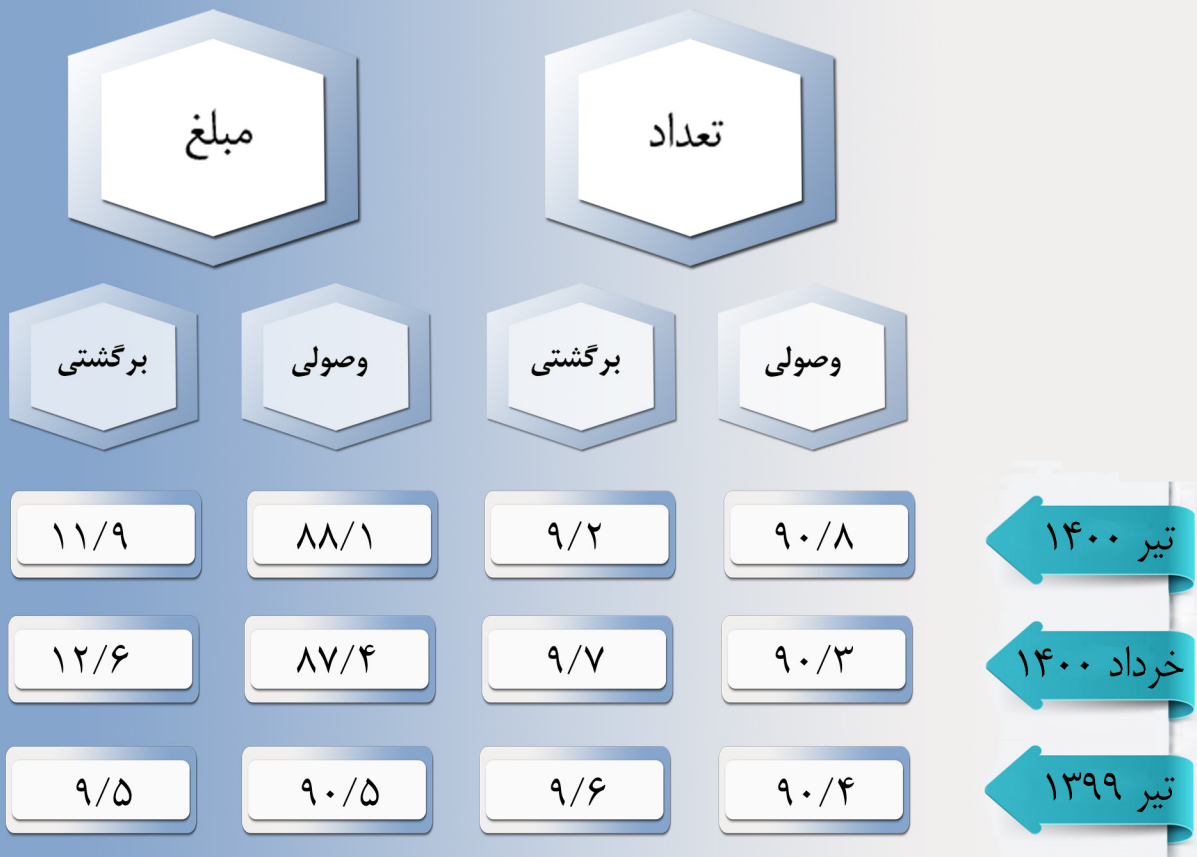 تعداد
مبلغ
وصولی
برگشتی
وصولی
برگشتی
تیر ۱۴۰۰
۹۰/۸
۹/۲
۸۸/۱
۱۱/۹
خرداد ۱۴۰۰
۹۰/۳
۹/۷
۸۷/۴
۱۲/۶
تیر ۱۳۹۹
۹۰/۴
۹/۶
۹۰/۵
۹/۵